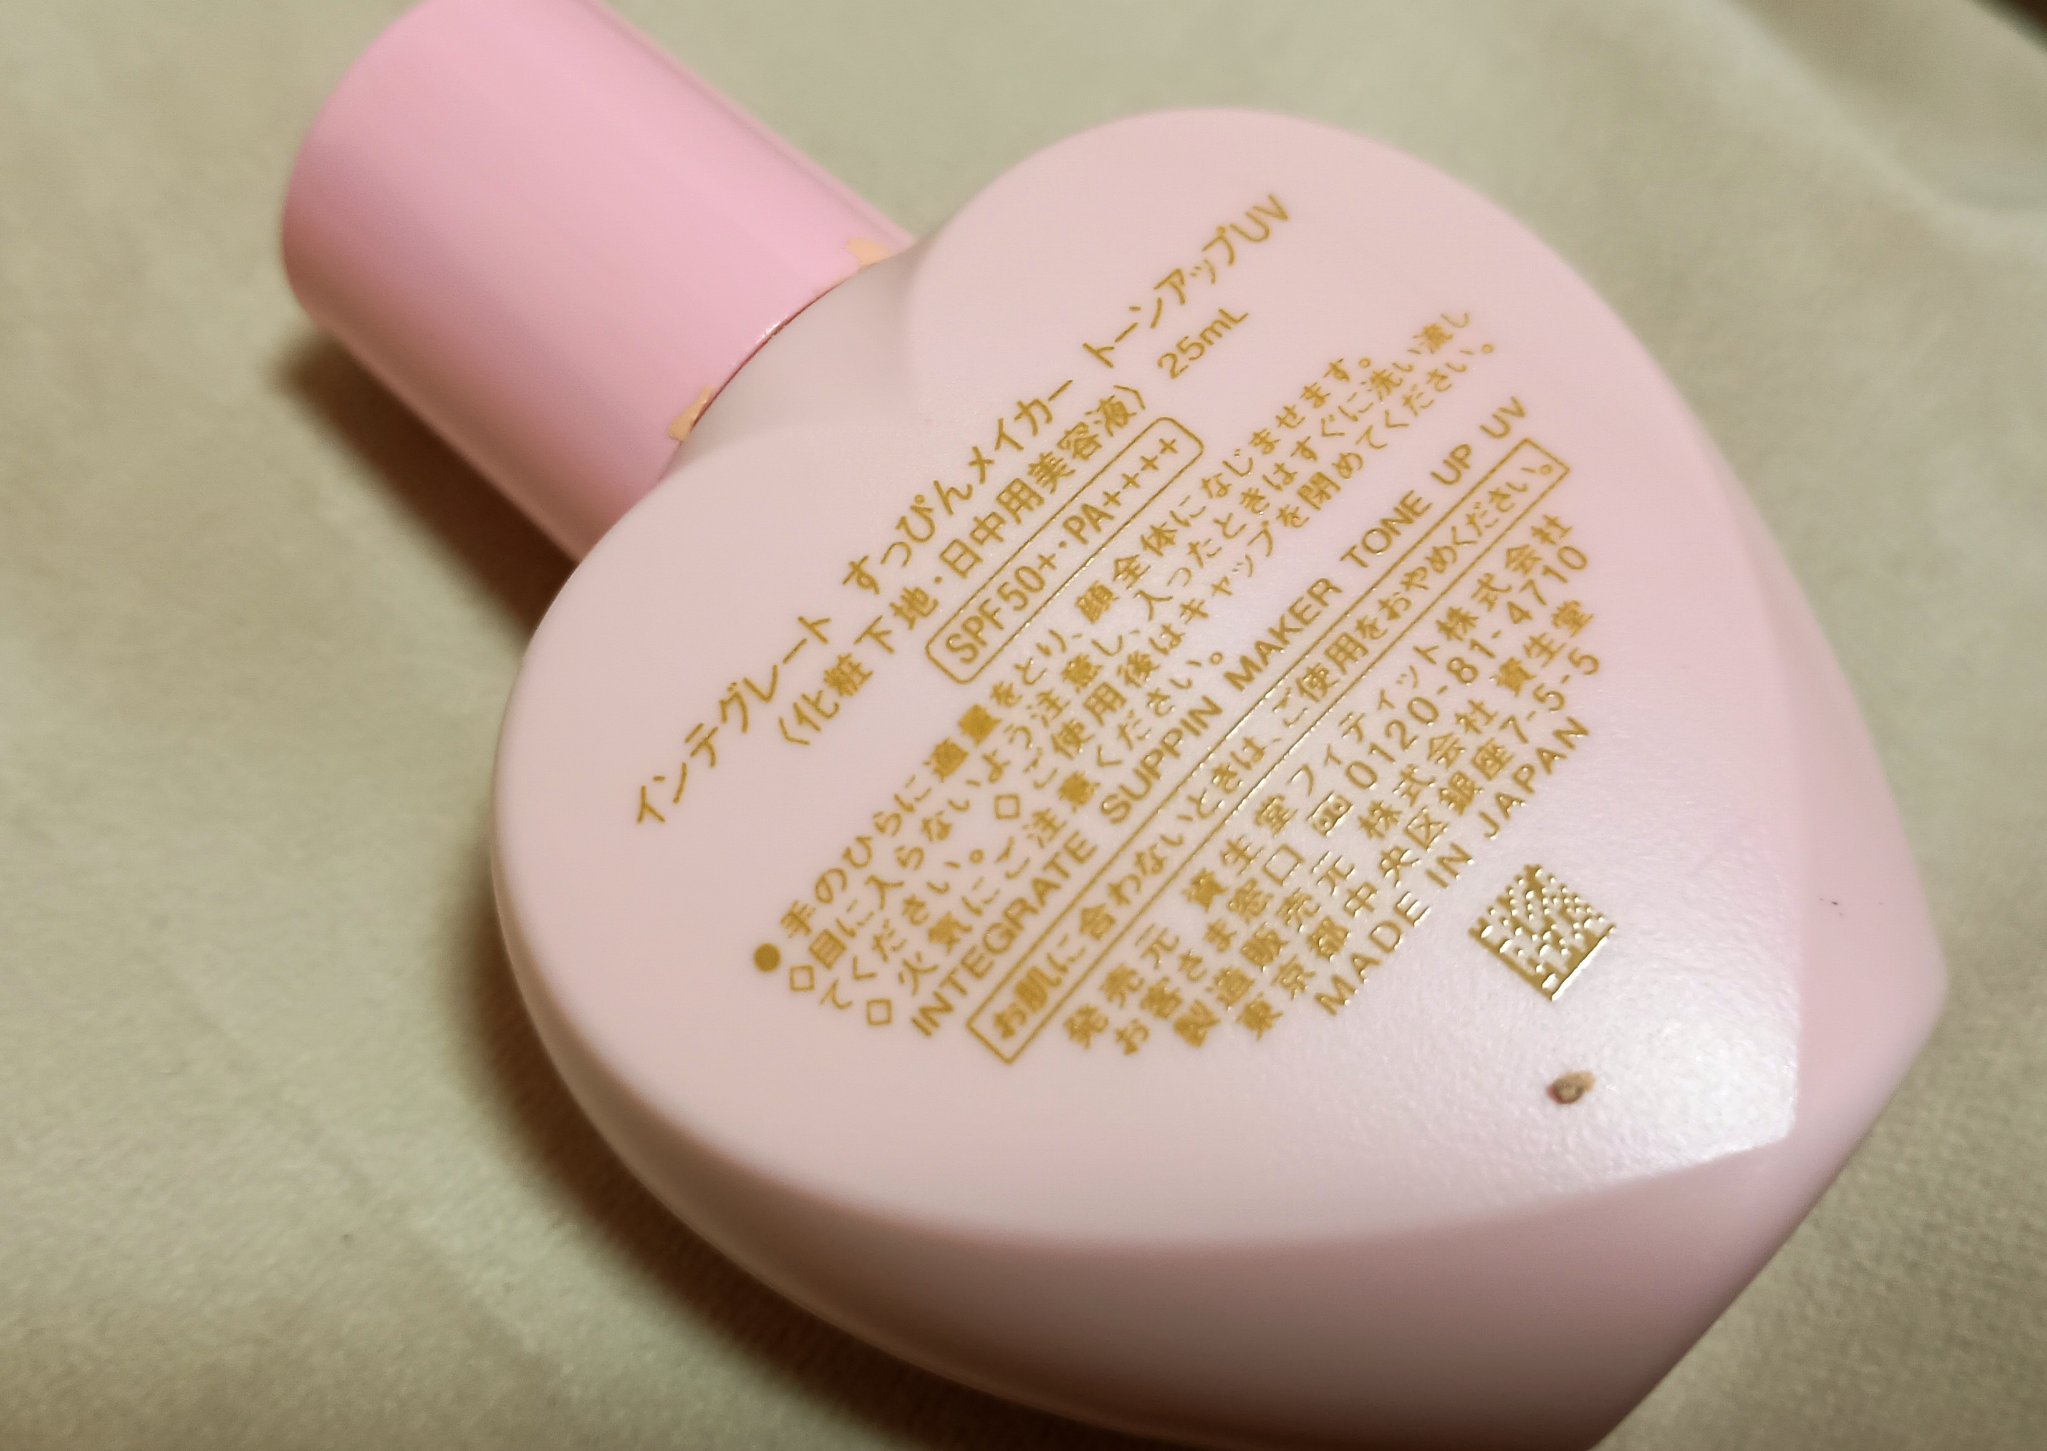 インテグレート すっぴんメイカー トーンアップUV
〈化粧下地・日中用美容液〉 25mL
SPF50+・PA++++
●手のひらに適量をとり、顔全体になじませます。
◇目に入らないよう注意し、入ったときはすぐに洗い流し
てください。 ◇ご使用後はキャップを閉めてください。
◇火気にご注意ください。
INTEGRATE SUPPIN MAKER TONE UP UV
お肌に合わないときは、ご使用をおやめください。
発売元 資生堂フィティット株式会社
お客さま窓口 0120-81-4710
製造販売元 株式会社 資生堂
東京都中央区銀座7-5-5
MADE IN JAPAN